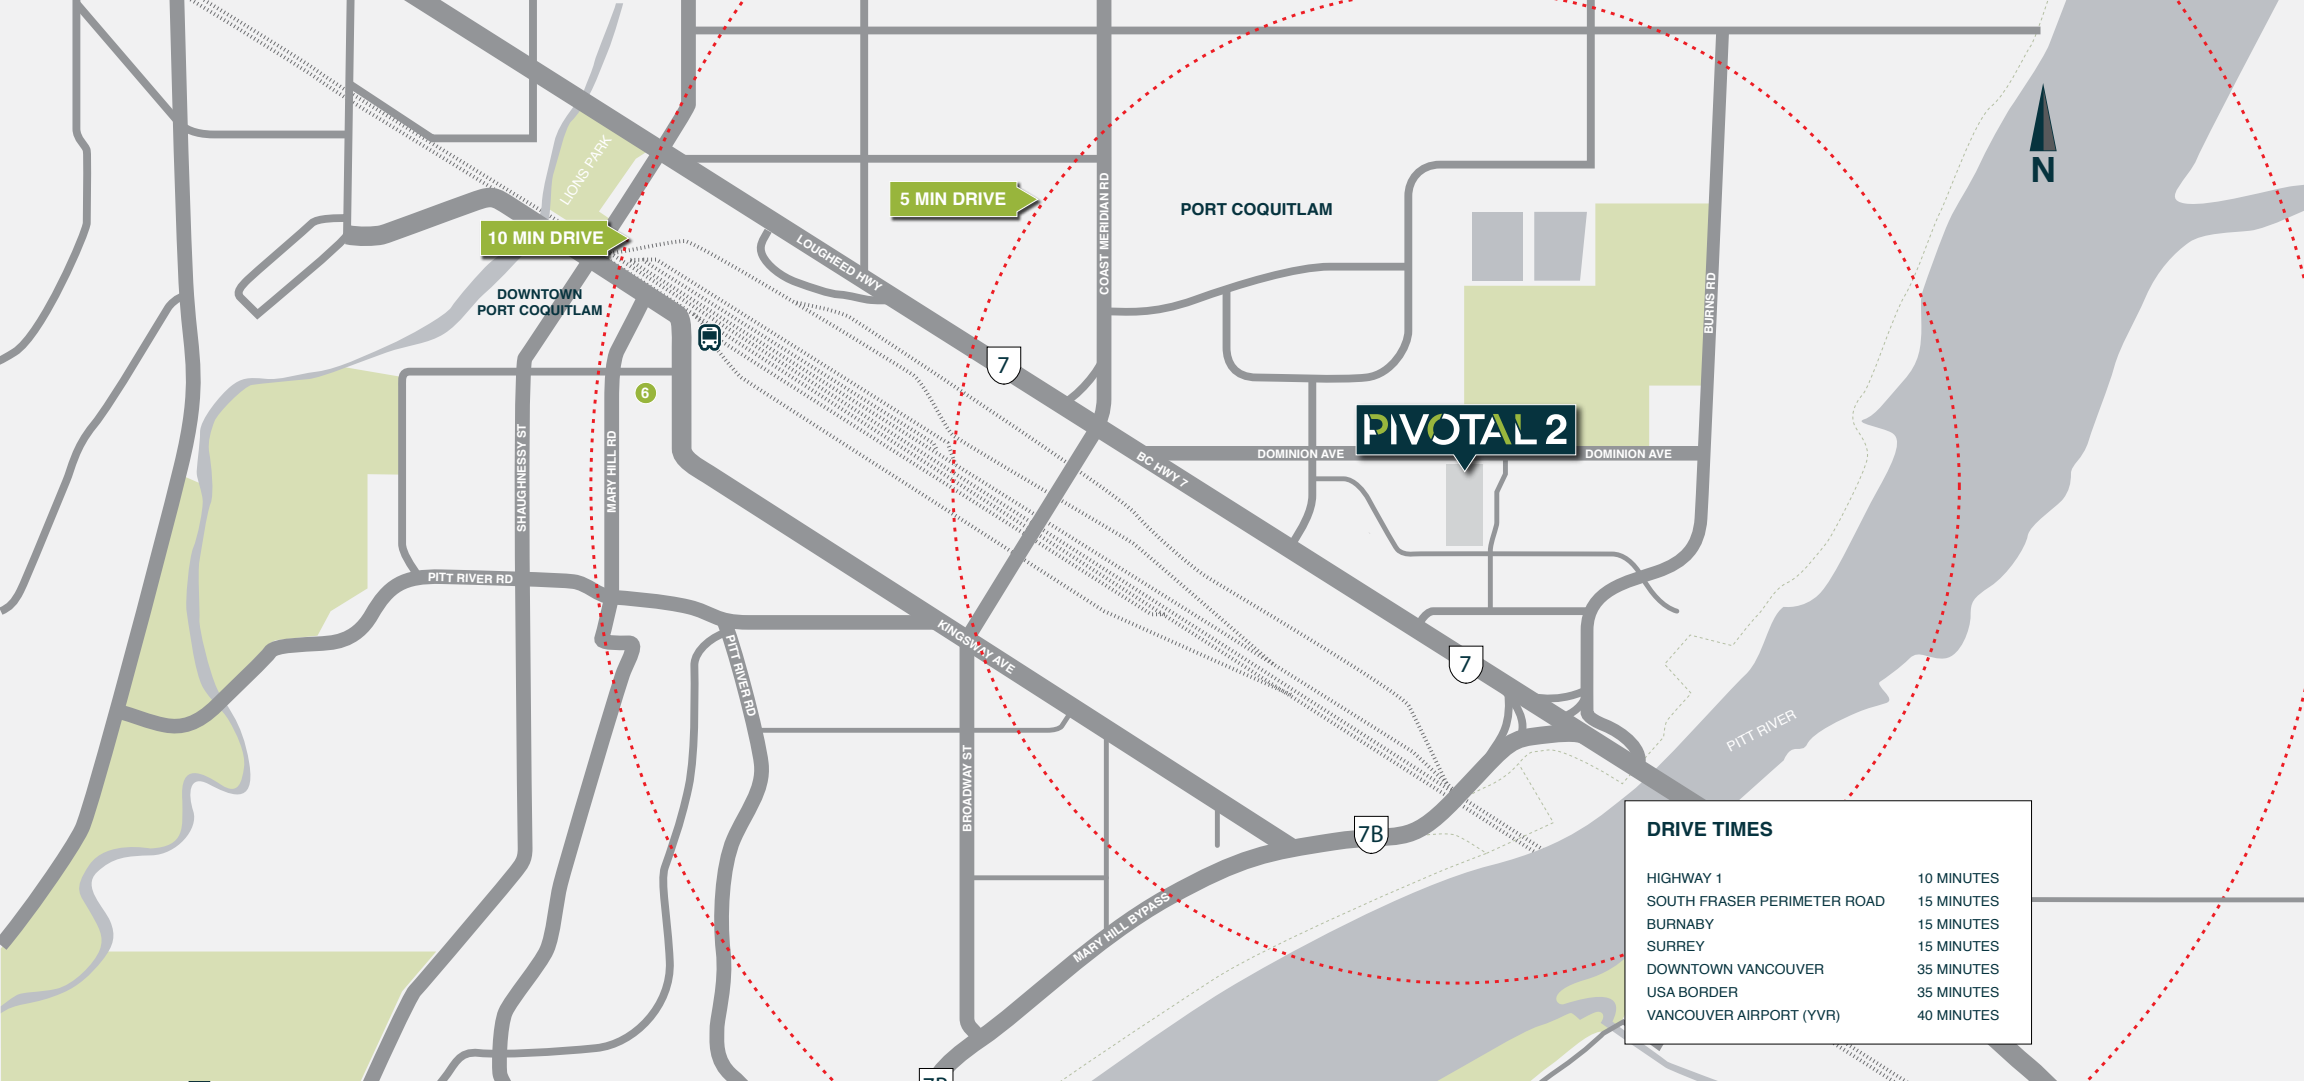 LIONS PARK
5 MIN DRIVE
10 MIN DRIVE
PORT COQUITLAM
N
LOUGHEED HWY
COAST MERIDIAN RD
BURNS RD
DOWNTOWN
PORT COQUITLAM
7
6
PIVOTAL 2
DOMINION AVE
DOMINION AVE
BC HWY 7
SHAUGHNESSY ST
MARY HILL RD
PITT RIVER RD
KINGSWAY AVE
PITT RIVER RD
7
PITT RIVER
BROADWAY ST
7B
MARY HILL BYPASS
7B
DRIVE TIMES
HIGHWAY 1 10 MINUTES
SOUTH FRASER PERIMETER ROAD 15 MINUTES
BURNABY 15 MINUTES
SURREY 15 MINUTES
DOWNTOWN VANCOUVER 35 MINUTES
USA BORDER 35 MINUTES
VANCOUVER AIRPORT (YVR) 40 MINUTES